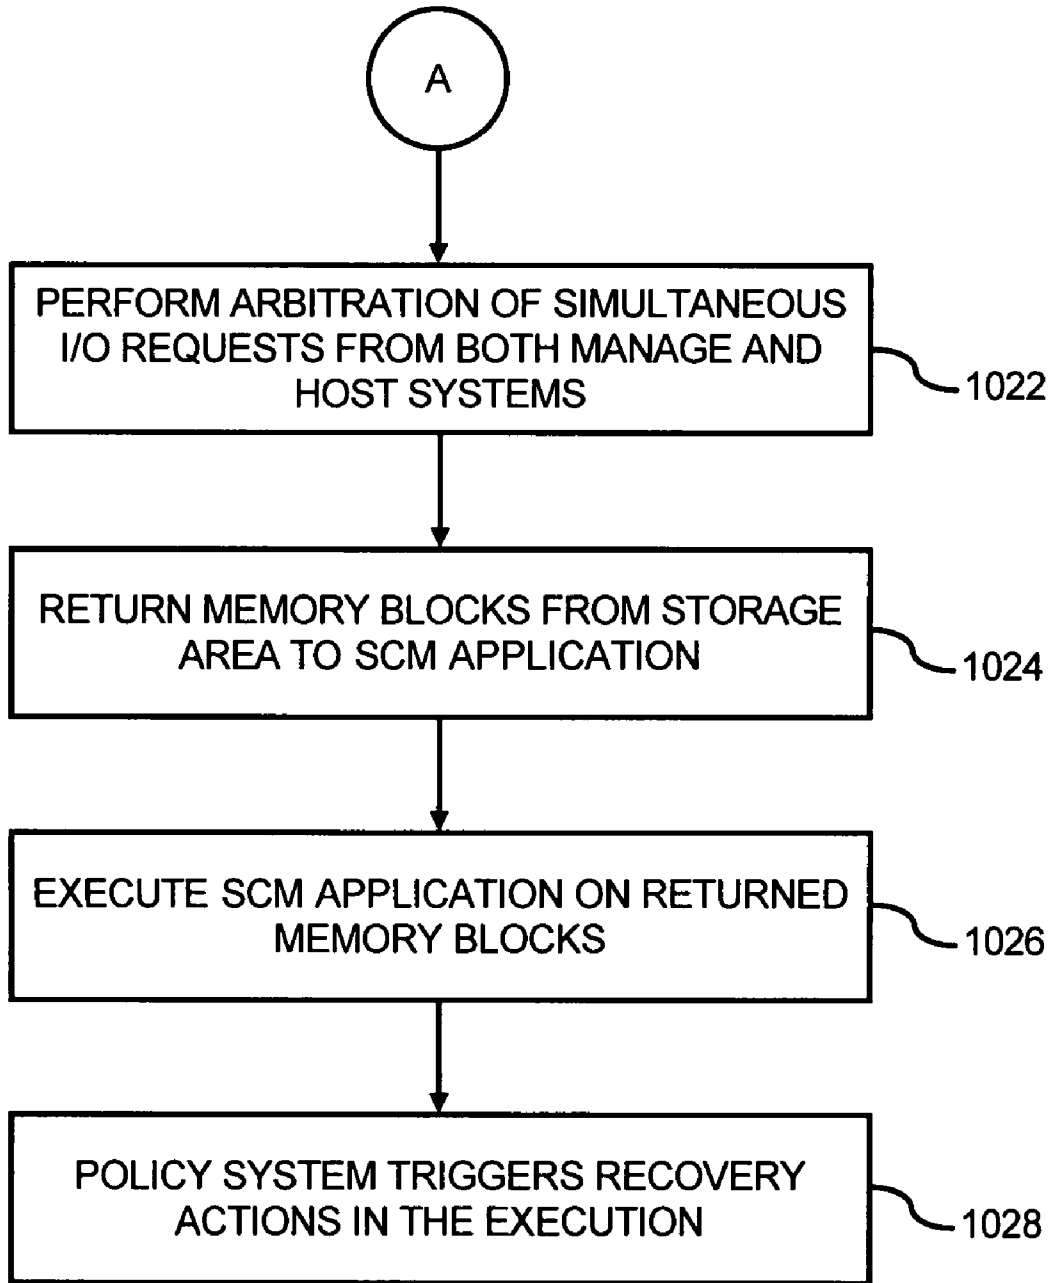 A
PERFORM ARBITRATION OF SIMULTANEOUS
I/O REQUESTS FROM BOTH MANAGE AND
HOST SYSTEMS
1022
RETURN MEMORY BLOCKS FROM STORAGE
AREA TO SCM APPLICATION
1024
EXECUTE SCM APPLICATION ON RETURNED
MEMORY BLOCKS
1026
POLICY SYSTEM TRIGGERS RECOVERY
ACTIONS IN THE EXECUTION
1028